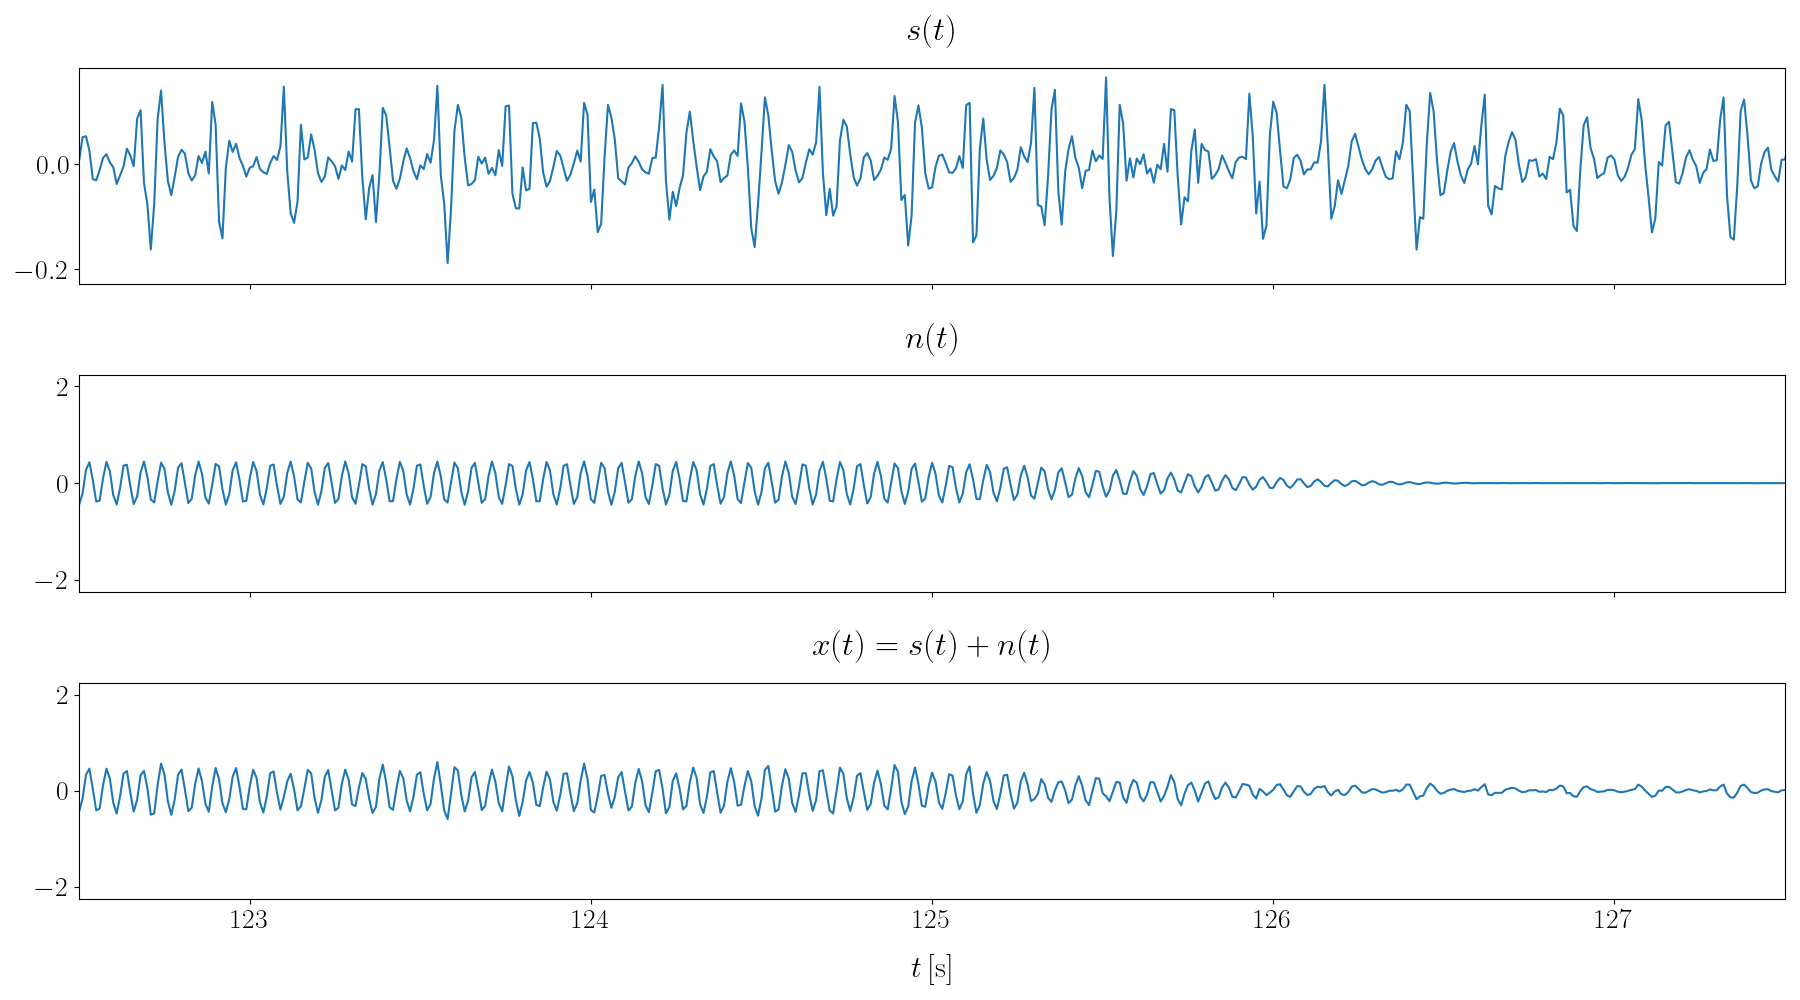 s(t)
0.0
−0.2
n(t)
2
0
−2
x(t) = s(t) + n(t)
2
0
−2
123 124 125 126 127
t [s]